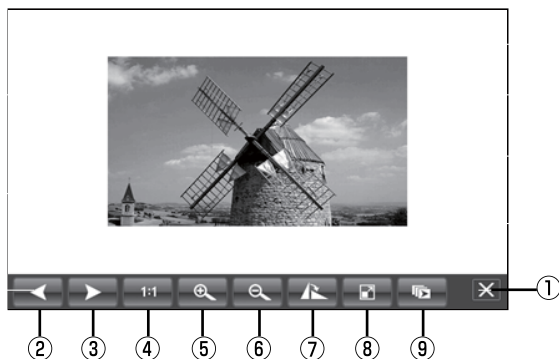 1:1
①
② ③ ④ ⑤ ⑥ ⑦ ⑧ ⑨